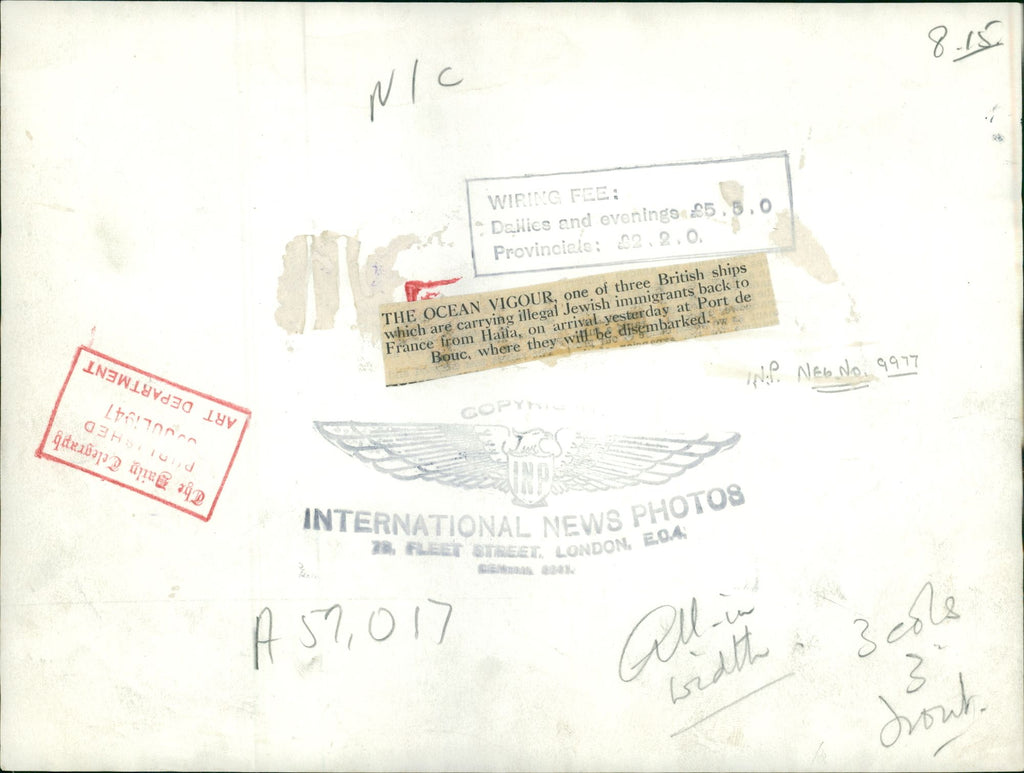 8.15
N/C
WIRING FEE:
Dailies and evenings £5.5.0
Provincials: £2.2.0.
THE OCEAN VIGOUR, one of three British ships
which are carrying illegal Jewish immigrants back to
France from Haifa, on arrival yesterday at Port de
Bouc, where they will be disembarked.
I.N.P. NEG NO. 9977
The Daily Telegraph
PUBLISHED
JUL 1947
ART DEPARTMENT
COPYRIGHT
INP
INTERNATIONAL NEWS PHOTOS
78, FLEET STREET, LONDON, E.C.4.
A 57,017
All-in
width.
3 cols
3"
front.